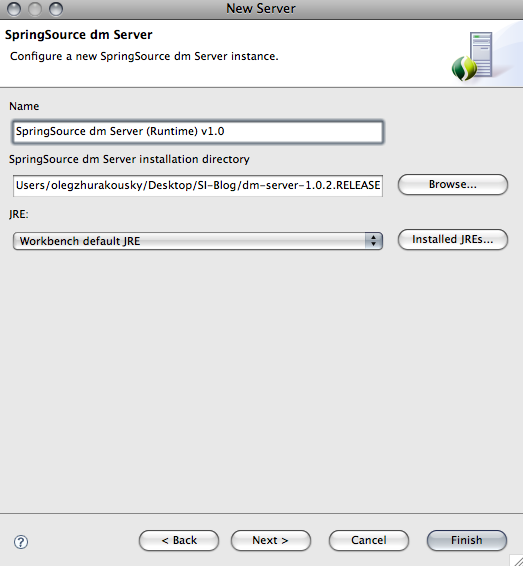 New Server
SpringSource dm Server
Configure a new SpringSource dm Server instance.
Name
SpringSource dm Server (Runtime) v1.0
SpringSource dm Server installation directory
Users/olegzhurakousky/Desktop/SI-Blog/dm-server-1.0.2.RELEASE
Browse...
JRE:
Workbench default JRE
Installed JREs...
?
< Back
Next >
Cancel
Finish